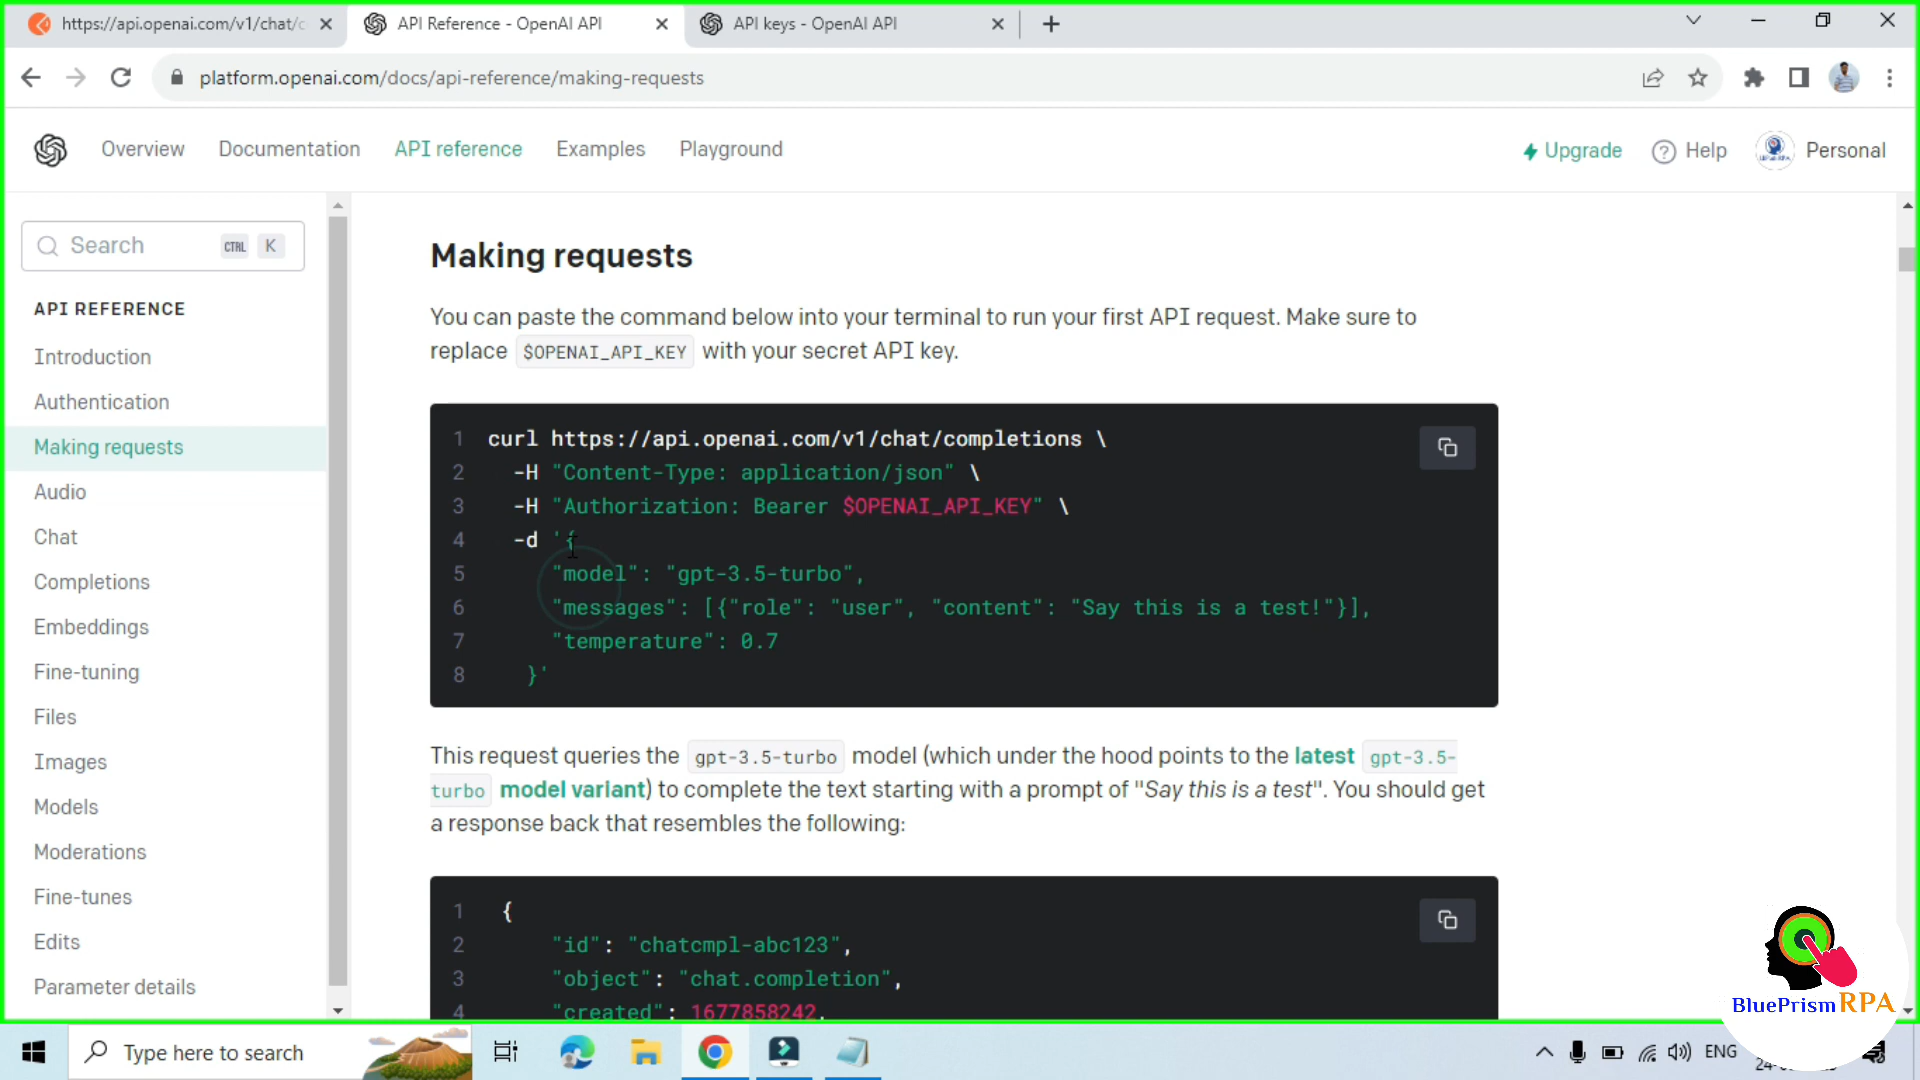 https://api.openai.com/v1/chat/c
API Reference - OpenAI API
API keys - OpenAI API
platform.openai.com/docs/api-reference/making-requests
Overview
Documentation
API reference
Examples
Playground
Upgrade
Help
Personal
Search
CTRL K
API REFERENCE
Introduction
Authentication
Making requests
Audio
Chat
Completions
Embeddings
Fine-tuning
Files
Images
Models
Moderations
Fine-tunes
Edits
Parameter details
Making requests
You can paste the command below into your terminal to run your first API request. Make sure to
replace $OPENAI_API_KEY with your secret API key.
1 curl https://api.openai.com/v1/chat/completions \
2 -H "Content-Type: application/json" \
3 -H "Authorization: Bearer $OPENAI_API_KEY" \
4 -d '{
5 "model": "gpt-3.5-turbo",
6 "messages": [{"role": "user", "content": "Say this is a test!"}],
7 "temperature": 0.7
8 }'
This request queries the gpt-3.5-turbo model (which under the hood points to the latest gpt-3.5-
turbo model variant) to complete the text starting with a prompt of "Say this is a test". You should get
a response back that resembles the following:
1 {
2 "id": "chatcmpl-abc123",
3 "object": "chat.completion",
4 "created": 1677858242,
BluePrism RPA
Type here to search
ENG